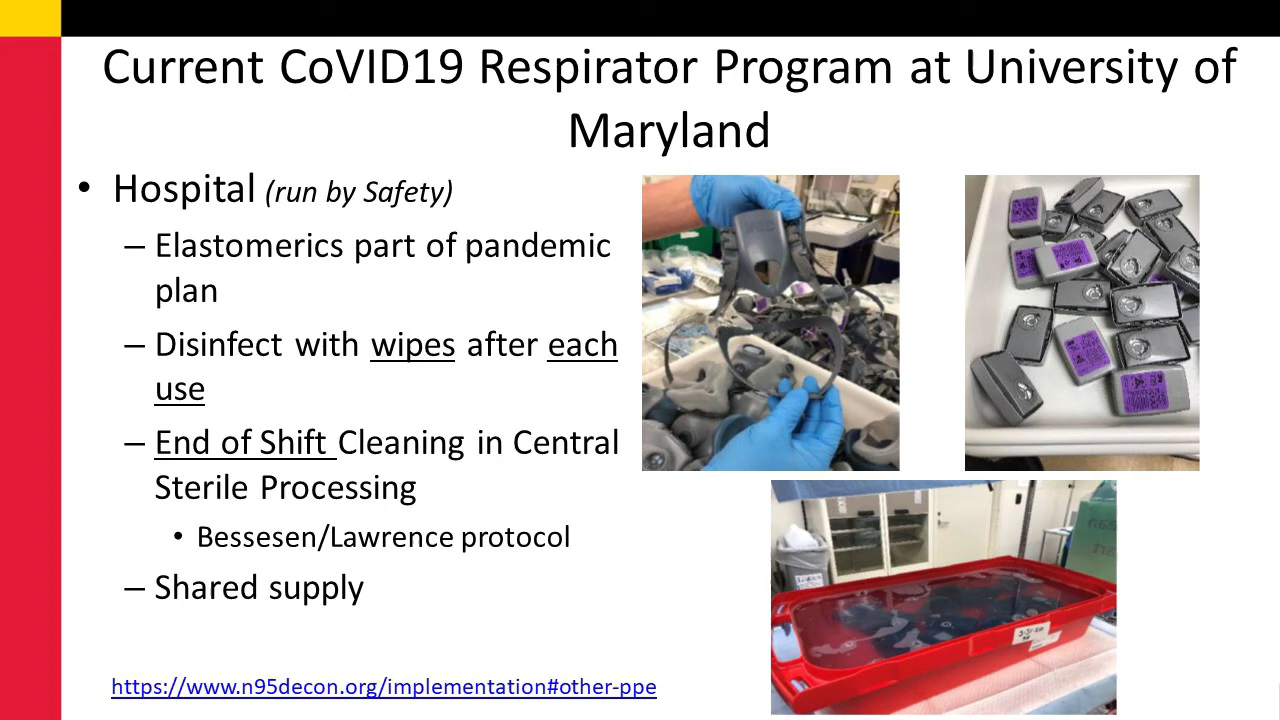 Current CoVID19 Respirator Program at University of
Maryland
• Hospital (run by Safety)
– Elastomerics part of pandemic
plan
– Disinfect with wipes after each
use
– End of Shift Cleaning in Central
Sterile Processing
• Bessesen/Lawrence protocol
– Shared supply
https://www.n95decon.org/implementation#other-ppe